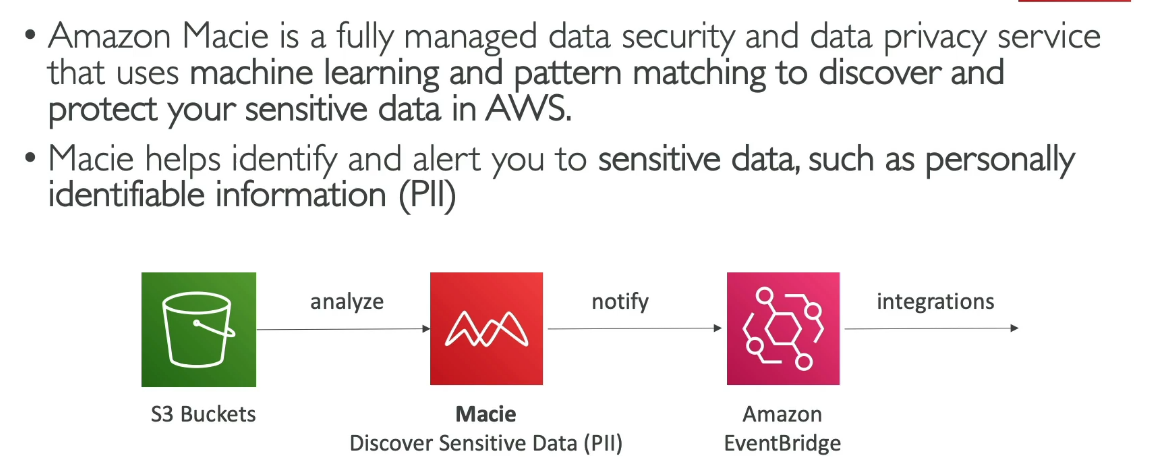 • Amazon Macie is a fully managed data security and data privacy service
that uses machine learning and pattern matching to discover and
protect your sensitive data in AWS.
• Macie helps identify and alert you to sensitive data, such as personally
identifiable information (PII)
analyze
notify
integrations
S3 Buckets
Macie
Discover Sensitive Data (PII)
Amazon
EventBridge